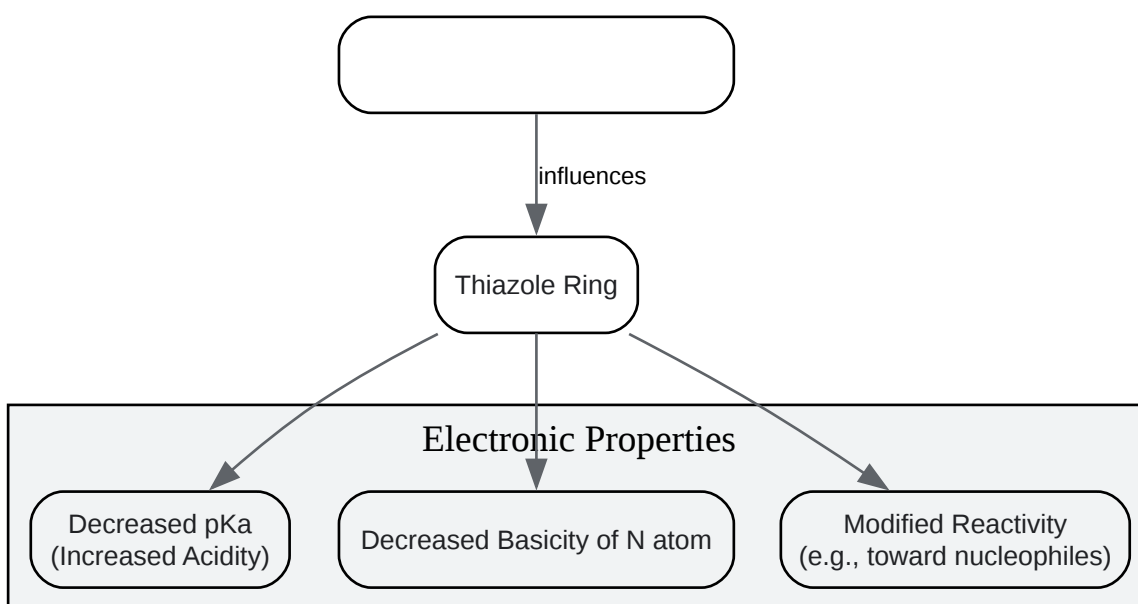 influences
Thiazole Ring
Electronic Properties
Decreased pKa
(Increased Acidity)
Decreased Basicity of N atom
Modified Reactivity
(e.g., toward nucleophiles)